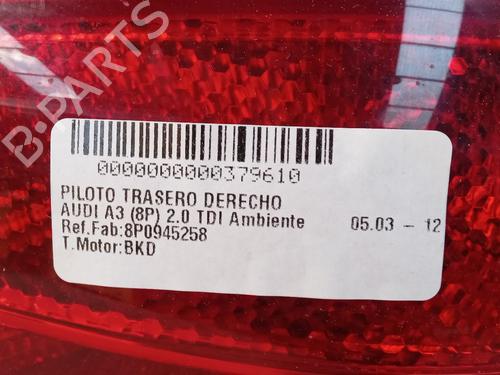 B-PARTS
0000000000379610
PILOTO TRASERO DERECHO
AUDI A3 (8P) 2.0 TDI Ambiente 05.03 - 12
Ref.Fab:8P0945258
T.Motor:BKD